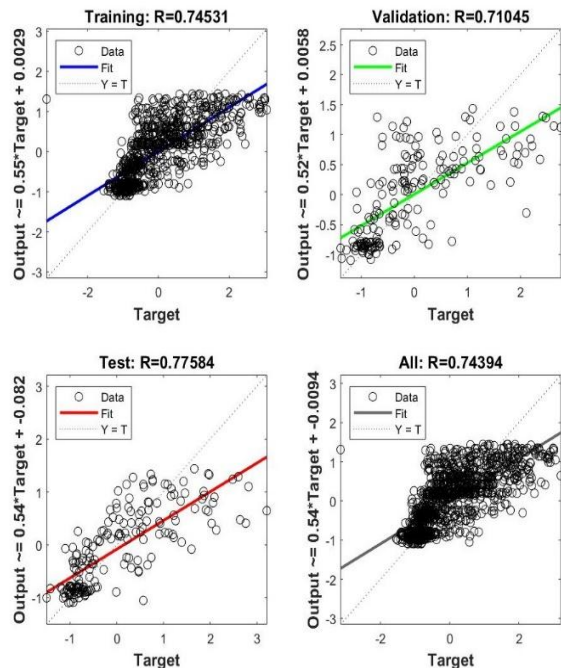 Training: R=0.74531
Output ~= 0.55*Target + 0.0029
3
2
1
0
-1
-2
-3
Data
Fit
Y = T
-2
0
2
Target
Validation: R=0.71045
Output ~= 0.52*Target + 0.0058
2.5
2
1.5
1
0.5
0
-0.5
-1
Data
Fit
Y = T
-1
0
1
2
Target
Test: R=0.77584
Output ~= 0.54*Target + -0.082
3
2
1
0
-1
Data
Fit
Y = T
-1
0
1
2
3
Target
All: R=0.74394
Output ~= 0.54*Target + -0.0094
3
2
1
0
-1
-2
-3
Data
Fit
Y = T
-2
0
2
Target